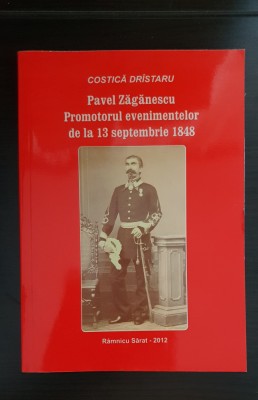 COSTICĂ DRÎSTARU
Pavel Zăgănescu
Promotorul evenimentelor
de la 13 septembrie 1848
Râmnicu Sărat - 2012